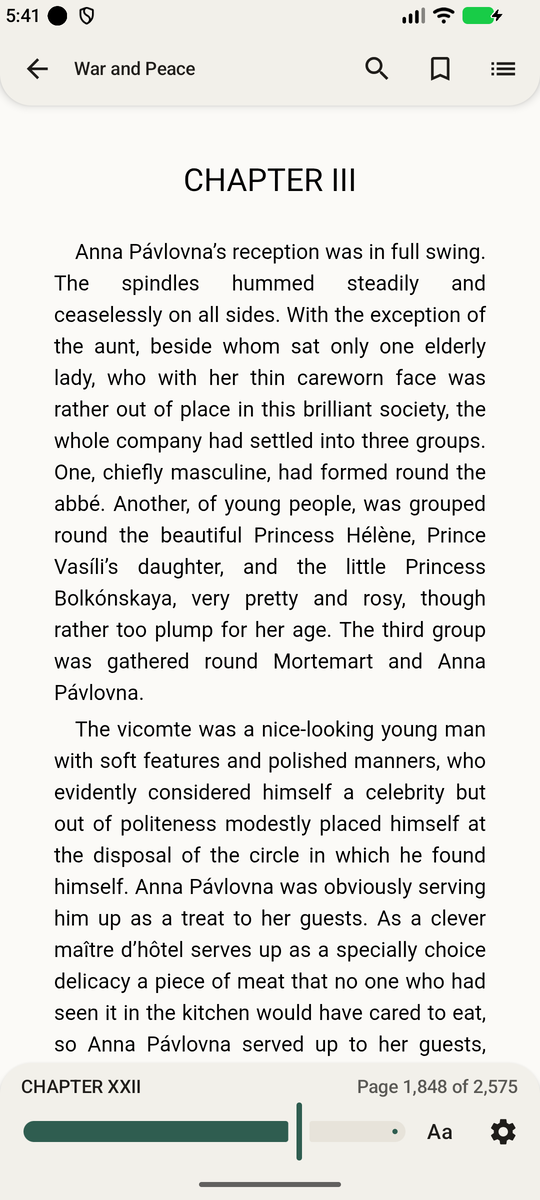 5:41
War and Peace
CHAPTER III
Anna Pávlovna’s reception was in full swing.
The spindles hummed steadily and
ceaselessly on all sides. With the exception of
the aunt, beside whom sat only one elderly
lady, who with her thin careworn face was
rather out of place in this brilliant society, the
whole company had settled into three groups.
One, chiefly masculine, had formed round the
abbé. Another, of young people, was grouped
round the beautiful Princess Hélène, Prince
Vasíli’s daughter, and the little Princess
Bolkónskaya, very pretty and rosy, though
rather too plump for her age. The third group
was gathered round Mortemart and Anna
Pávlovna.
The vicomte was a nice-looking young man
with soft features and polished manners, who
evidently considered himself a celebrity but
out of politeness modestly placed himself at
the disposal of the circle in which he found
himself. Anna Pávlovna was obviously serving
him up as a treat to her guests. As a clever
maître d’hôtel serves up as a specially choice
delicacy a piece of meat that no one who had
seen it in the kitchen would have cared to eat,
so Anna Pávlovna served up to her guests,
CHAPTER XXII
Page 1,848 of 2,575
Aa